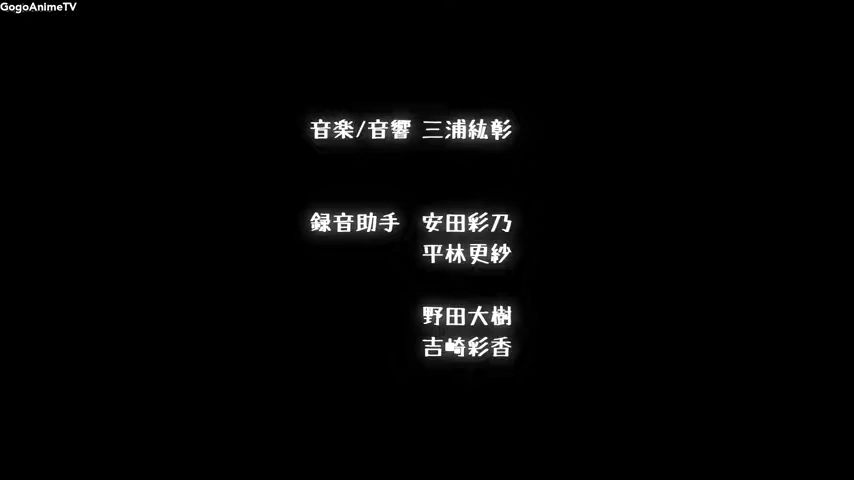 GogoAnimeTV
音楽/音響 三浦紘彰
録音助手 安田彩乃
平林更紗
野田大樹
吉崎彩香